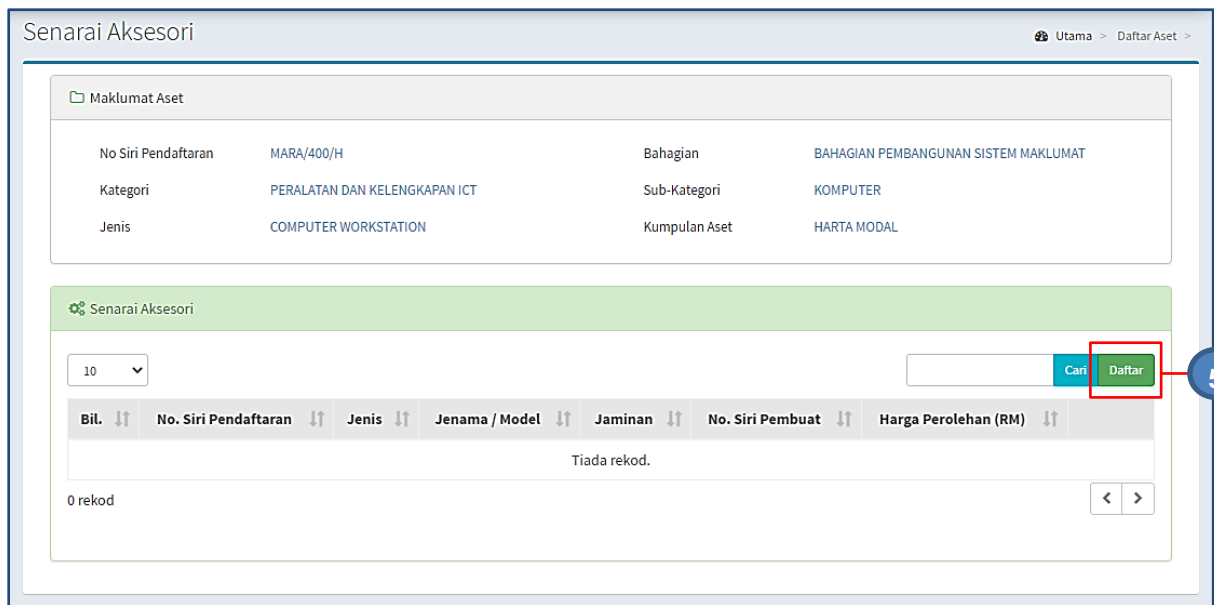 Senarai Aksesori
Utama > Daftar Aset >
Maklumat Aset
No Siri Pendaftaran MARA/400/H Bahagian BAHAGIAN PEMBANGUNAN SISTEM MAKLUMAT
Kategori PERALATAN DAN KELENGKAPAN ICT Sub-Kategori KOMPUTER
Jenis COMPUTER WORKSTATION Kumpulan Aset HARTA MODAL
Senarai Aksesori
10 Cari Daftar 5
Bil. No. Siri Pendaftaran Jenis Jenama / Model Jaminan No. Siri Pembuat Harga Perolehan (RM)
Tiada rekod.
0 rekod < >